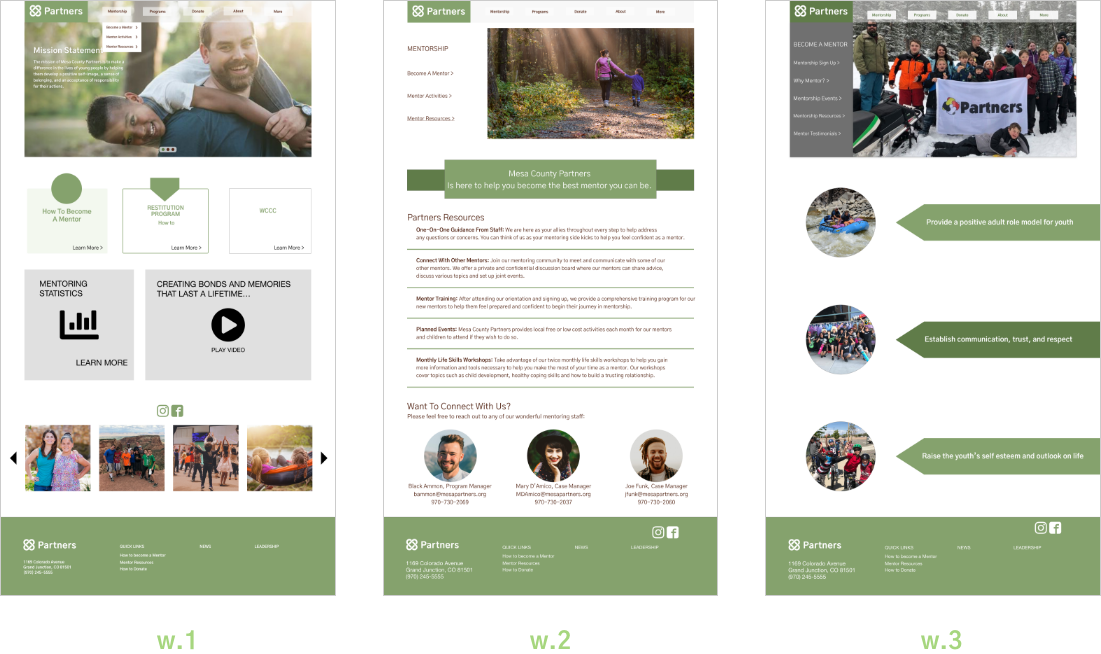 Partners
Mentorship
Programs
Donate
About
More
Become a Mentor >
Mentor Activities >
Mentor Resources >
Mission Statement
The mission of Mesa County Partners is to make a
difference in the lives of young people by helping
them develop a positive self-image, a sense of
belonging, and an acceptance of responsibility
for their actions.
How To Become
A Mentor
Learn More >
RESTITUTION
PROGRAM
How to
Learn More >
WCCC
Learn More >
MENTORING
STATISTICS
LEARN MORE
CREATING BONDS AND MEMORIES
THAT LAST A LIFETIME...
PLAY VIDEO
Partners
1169 Colorado Avenue
Grand Junction, CO 81501
(970) 245-5555
QUICK LINKS
How to become a Mentor
Mentor Resources
How to Donate
NEWS
LEADERSHIP
w.1
Partners
Mentorship
Programs
Donate
About
More
MENTORSHIP
Become A Mentor >
Mentor Activities >
Mentor Resources >
Mesa County Partners
Is here to help you become the best mentor you can be.
Partners Resources
One-On-One Guidance From Staff: We are here as your allies throughout every step to help address
any questions or concerns. You can think of us as your mentoring side kicks to help you feel confident as a mentor.
Connect With Other Mentors: Join our mentoring community to meet and communicate with some of our
other mentors. We offer a private and confidential discussion board where our mentors can share advice,
discuss various topics and set up joint events.
Mentor Training: After attending our orientation and signing up, we provide a comprehensive training program for our
new mentors to help them feel prepared and confident to begin their journey in mentorship.
Planned Events: Mesa County Partners provides local free or low cost activities each month for our mentors
and children to attend if they wish to do so.
Monthly Life Skills Workshops: Take advantage of our twice monthly life skills workshops to help you gain
more information and tools necessary to help you make the most of your time as a mentor. Our workshops
cover topics such as child development, healthy coping skills and how to build a trusting relationship.
Want To Connect With Us?
Please feel free to reach out to any of our wonderful mentoring staff:
Black Ammon, Program Manager
bammon@mesapartners.org
970-730-2069
Mary D'Amico, Case Manager
MDAmico@mesapartners.org
970-730-2037
Joe Funk, Case Manager
jfunk@mesapartners.org
970-730-2060
Partners
1169 Colorado Avenue
Grand Junction, CO 81501
(970) 245-5555
QUICK LINKS
How to become a Mentor
Mentor Resources
How to Donate
NEWS
LEADERSHIP
w.2
Partners
Mentorship
Programs
Donate
About
More
BECOME A MENTOR
Mentorship Sign Up >
Why Mentor? >
Mentorship Events >
Mentorship Resources >
Mentor Testimonials >
Partners
Provide a positive adult role model for youth
Establish communication, trust, and respect
Raise the youth's self esteem and outlook on life
Partners
1169 Colorado Avenue
Grand Junction, CO 81501
(970) 245-5555
QUICK LINKS
How to become a Mentor
Mentor Resources
How to Donate
NEWS
LEADERSHIP
w.3